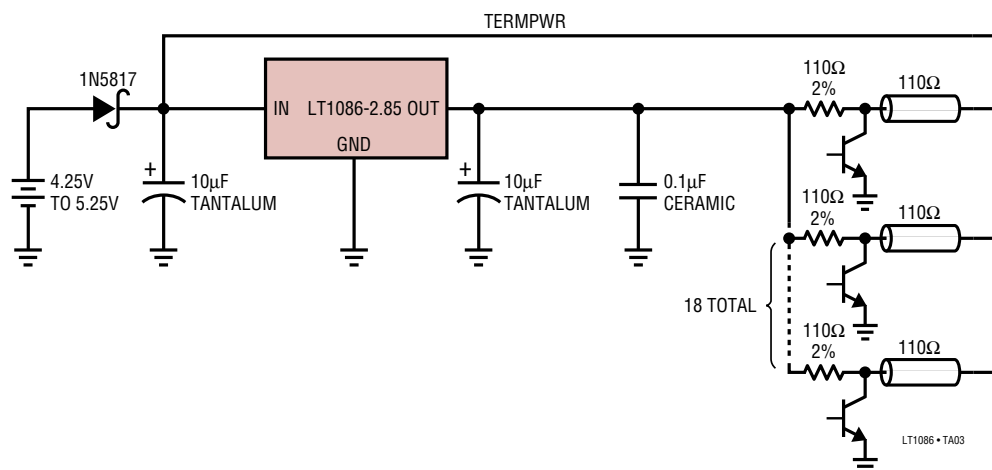 TERMPWR
1N5817
IN LT1086-2.85 OUT
GND
110Ω
2%
110Ω
+
4.25V
TO 5.25V
10µF
TANTALUM
+
10µF
TANTALUM
0.1µF
CERAMIC
110Ω
2%
110Ω
18 TOTAL
110Ω
2%
110Ω
LT1086 • TA03